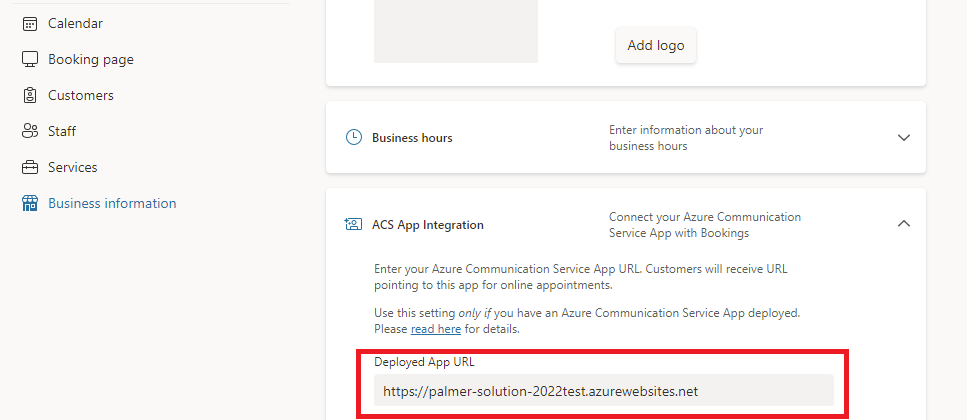 Calendar
Booking page
Customers
Staff
Services
Business information
Add logo
Business hours
Enter information about your
business hours
ACS App Integration
Connect your Azure Communication
Service App with Bookings
Enter your Azure Communication Service App URL. Customers will receive URL
pointing to this app for online appointments.
Use this setting only if you have an Azure Communication Service App deployed.
Please read here for details.
Deployed App URL
https://palmer-solution-2022test.azurewebsites.net